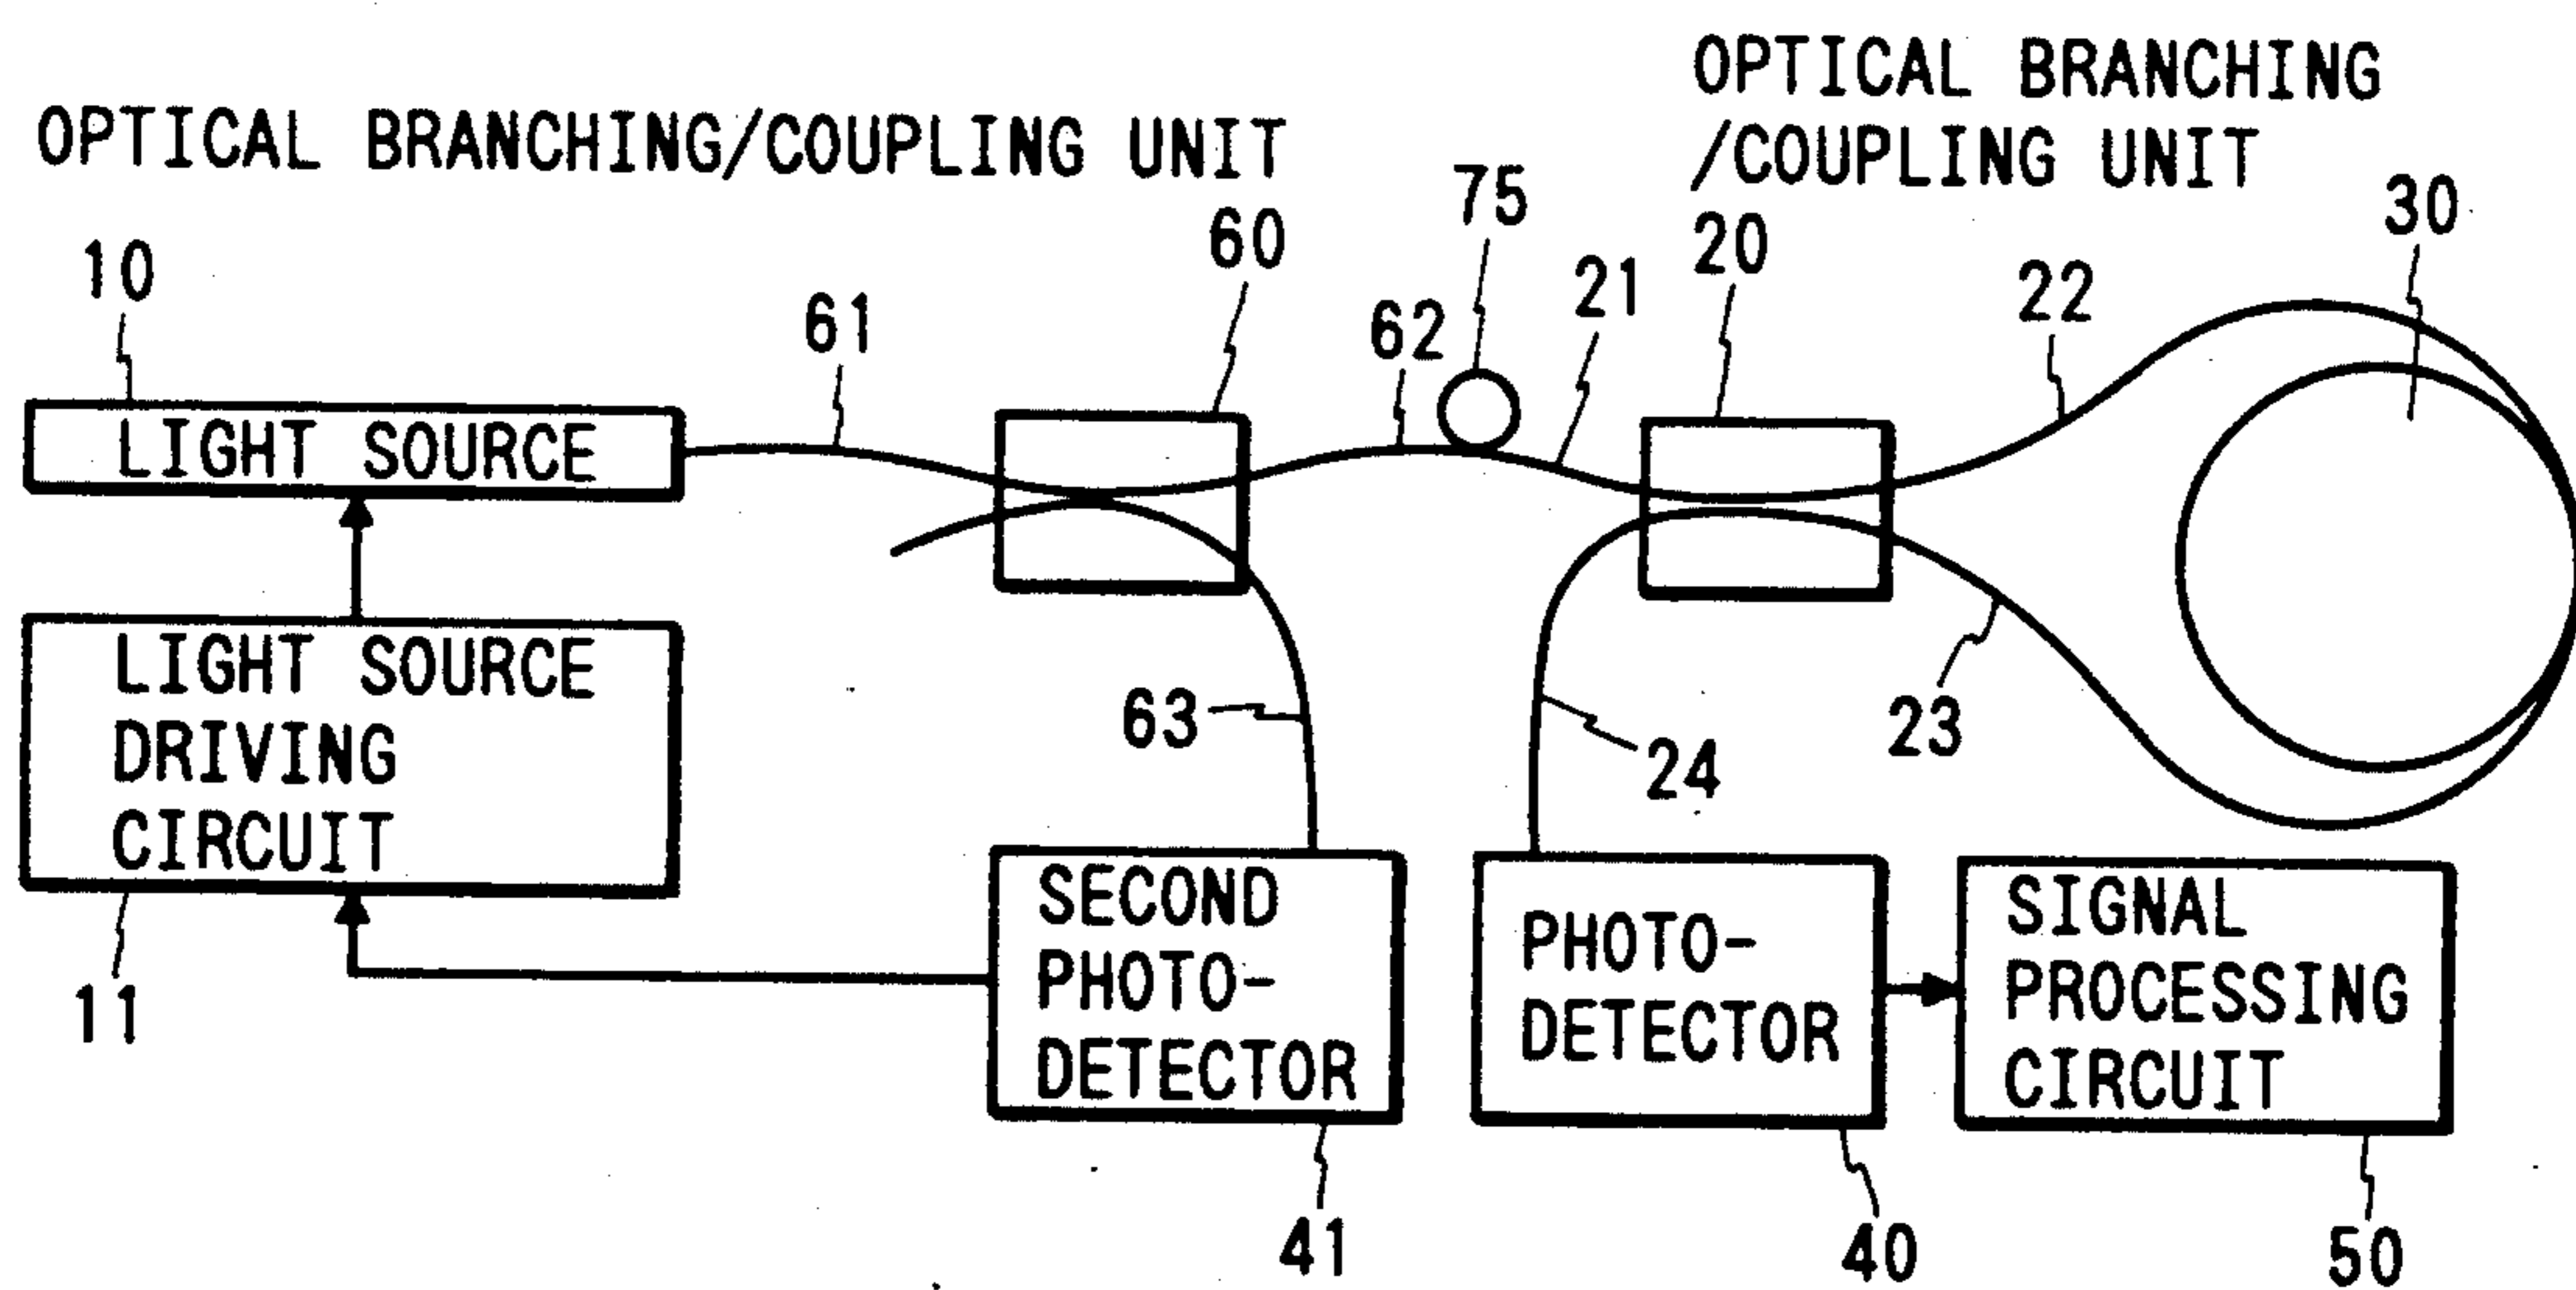 OPTICAL BRANCHING/COUPLING UNIT
OPTICAL BRANCHING
/COUPLING UNIT
10
61
60
62
75
21
20
22
30
LIGHT SOURCE
LIGHT SOURCE
DRIVING
CIRCUIT
11
63
24
23
SECOND
PHOTO-
DETECTOR
41
PHOTO-
DETECTOR
40
SIGNAL
PROCESSING
CIRCUIT
50